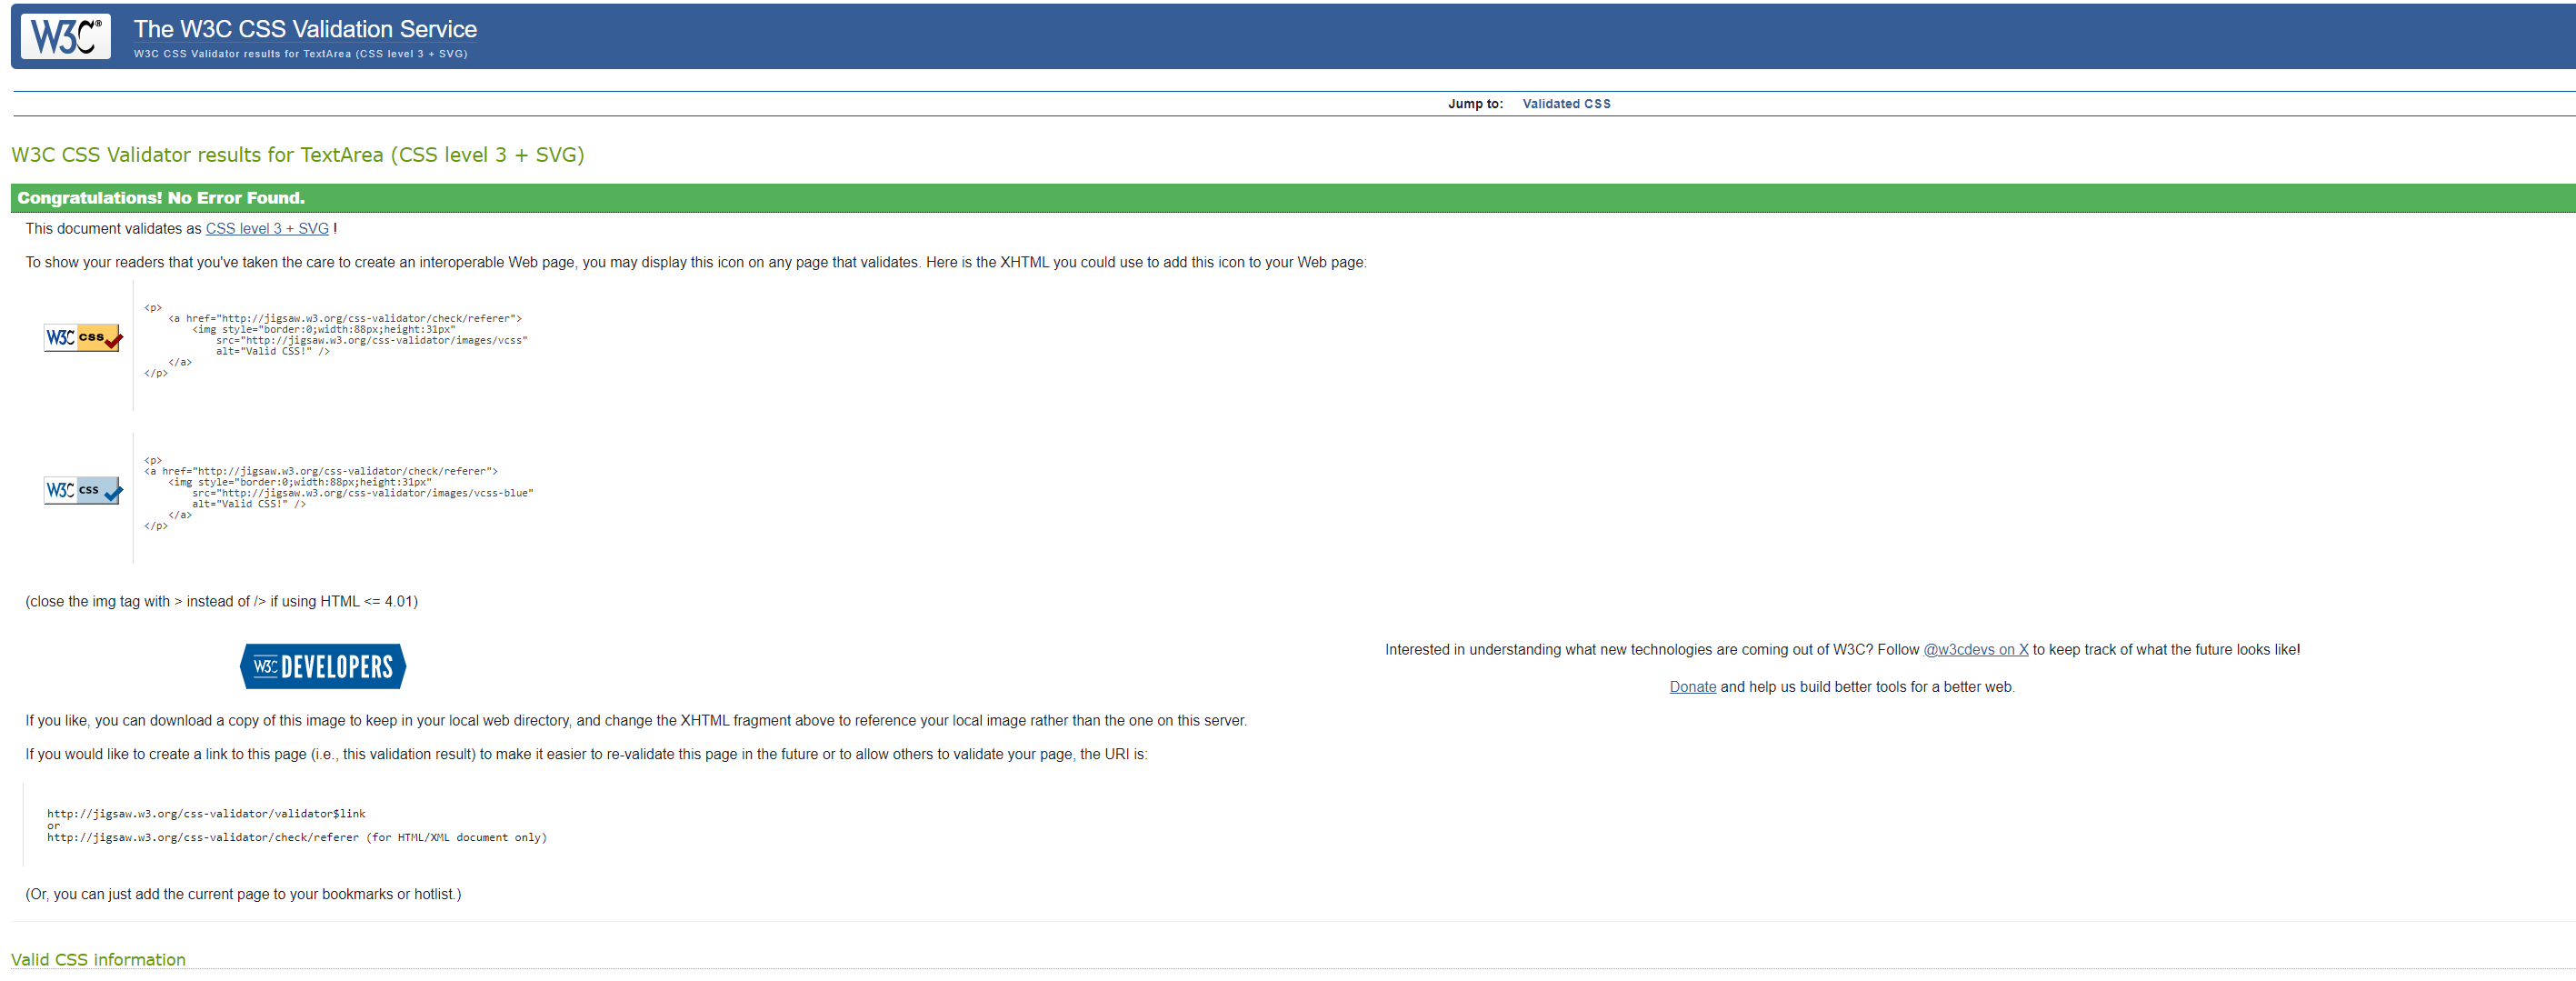 W3C®
The W3C CSS Validation Service
W3C CSS Validator results for TextArea (CSS level 3 + SVG)
Jump to: Validated CSS
W3C CSS Validator results for TextArea (CSS level 3 + SVG)
Congratulations! No Error Found.
This document validates as CSS level 3 + SVG !
To show your readers that you've taken the care to create an interoperable Web page, you may display this icon on any page that validates. Here is the XHTML you could use to add this icon to your Web page:
W3C css
<p>
<a href="http://jigsaw.w3.org/css-validator/check/referer">
<img style="border:0;width:88px;height:31px"
src="http://jigsaw.w3.org/css-validator/images/vcss"
alt="Valid CSS!" />
</a>
</p>
W3C css
<p>
<a href="http://jigsaw.w3.org/css-validator/check/referer">
<img style="border:0;width:88px;height:31px"
src="http://jigsaw.w3.org/css-validator/images/vcss-blue"
alt="Valid CSS!" />
</a>
</p>
(close the img tag with > instead of /> if using HTML <= 4.01)
W3C DEVELOPERS
Interested in understanding what new technologies are coming out of W3C? Follow @w3cdevs on X to keep track of what the future looks like!
Donate and help us build better tools for a better web.
If you like, you can download a copy of this image to keep in your local web directory, and change the XHTML fragment above to reference your local image rather than the one on this server.
If you would like to create a link to this page (i.e., this validation result) to make it easier to re-validate this page in the future or to allow others to validate your page, the URI is:
http://jigsaw.w3.org/css-validator/validator$link
or
http://jigsaw.w3.org/css-validator/check/referer (for HTML/XML document only)
(Or, you can just add the current page to your bookmarks or hotlist.)
Valid CSS information